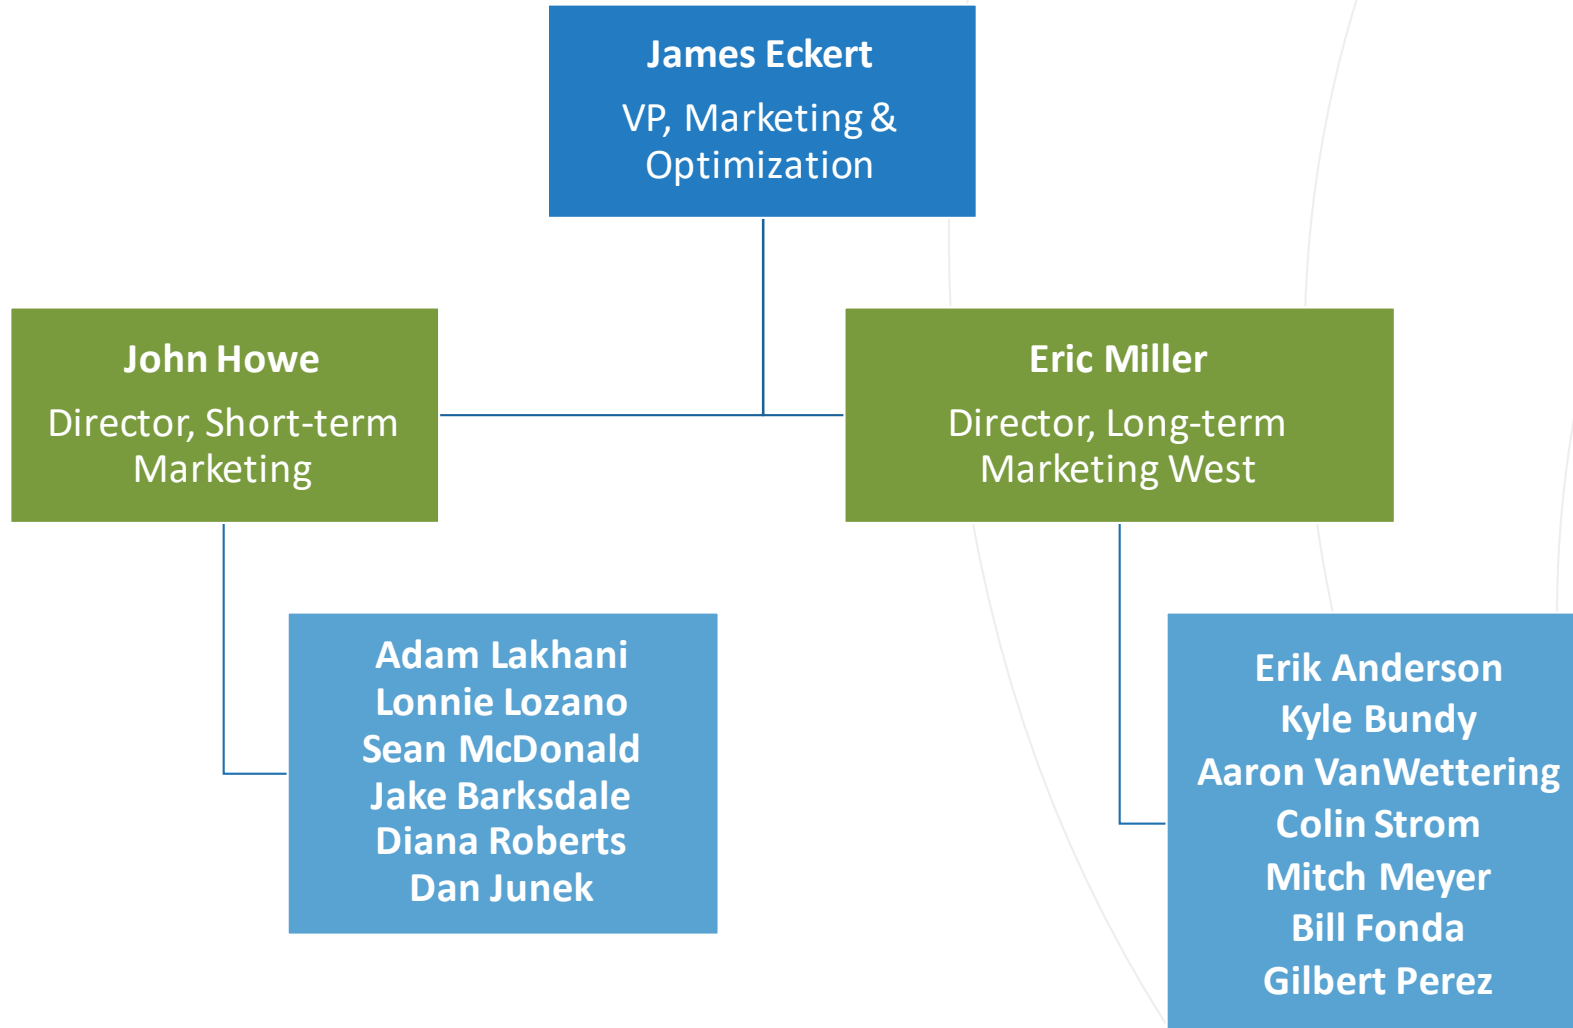 James Eckert
VP, Marketing &
Optimization
John Howe
Director, Short-term
Marketing
Eric Miller
Director, Long-term
Marketing West
Adam Lakhani
Lonnie Lozano
Sean McDonald
Jake Barksdale
Diana Roberts
Dan Junek
Erik Anderson
Kyle Bundy
Aaron VanWettering
Colin Strom
Mitch Meyer
Bill Fonda
Gilbert Perez